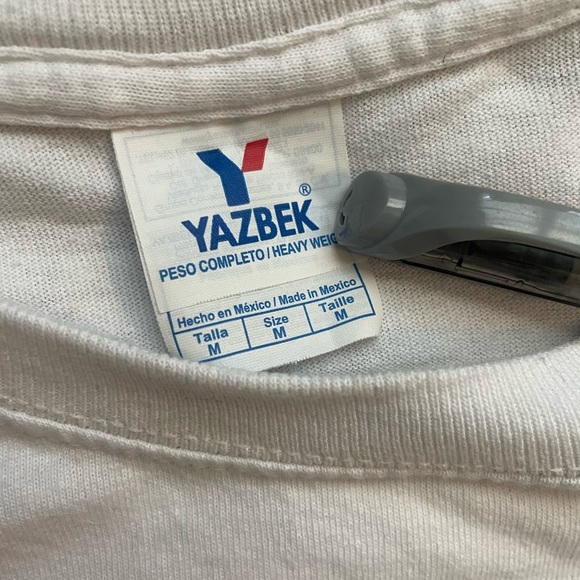 YAZBEK®
PESO COMPLETO / HEAVY WEIG
Hecho en México / Made in Mexico
Talla Size Taille
M M M